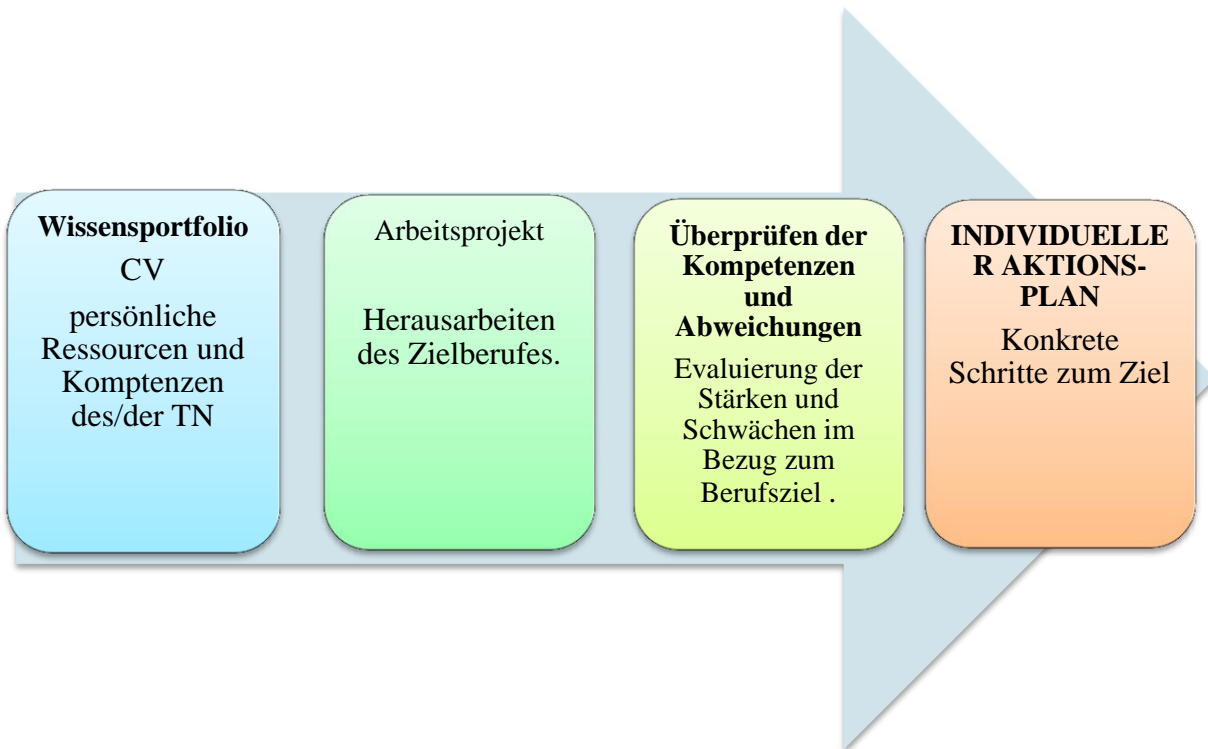 Wissensportfolio
CV
persönliche
Ressourcen und
Komptenzen
des/der TN
Arbeitsprojekt
Herausarbeiten
des Zielberufes.
Überprüfen der
Kompetenzen
und
Abweichungen
Evaluierung der
Stärken und
Schwächen im
Bezug zum
Berufsziel .
INDIVIDUELLE
R AKTIONS-
PLAN
Konkrete
Schritte zum Ziel